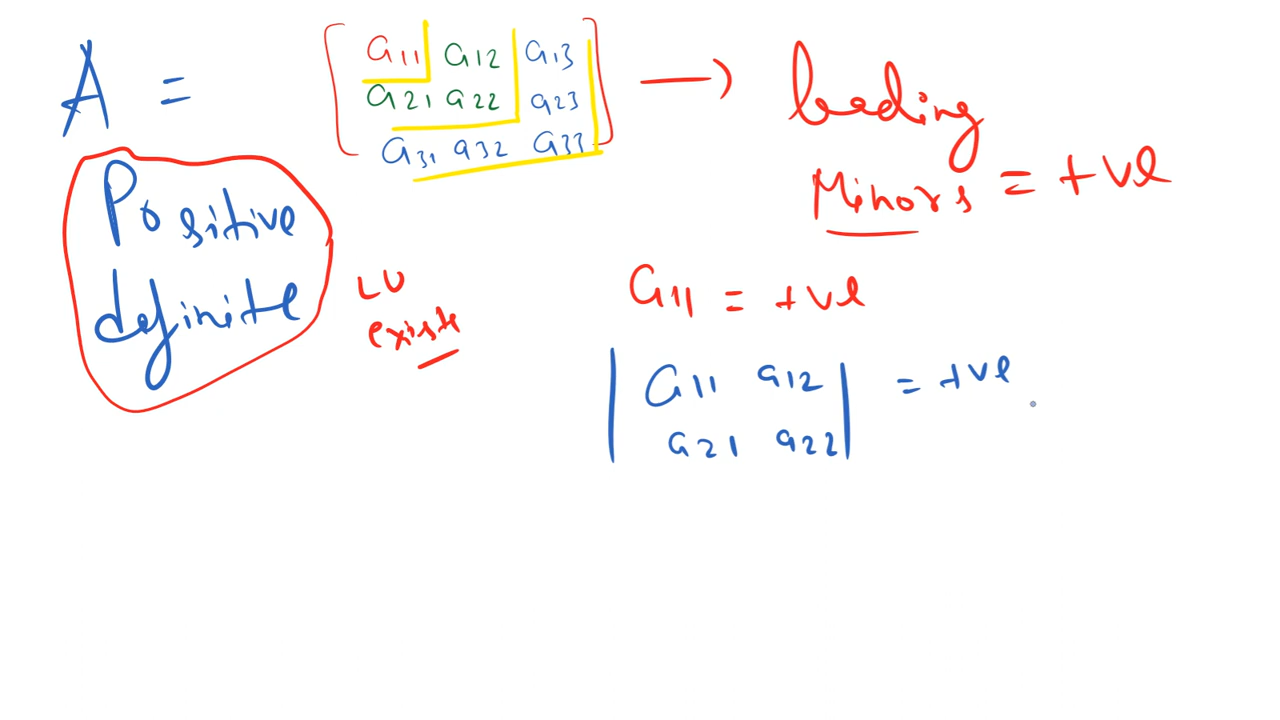 A = [ a11 a12 a13
a21 a22 a23
a31 a32 a33 ] → leading
Minors = +ve
Positive
definite
LU
exists
a11 = +ve
| a11 a12
a21 a22 | = +ve